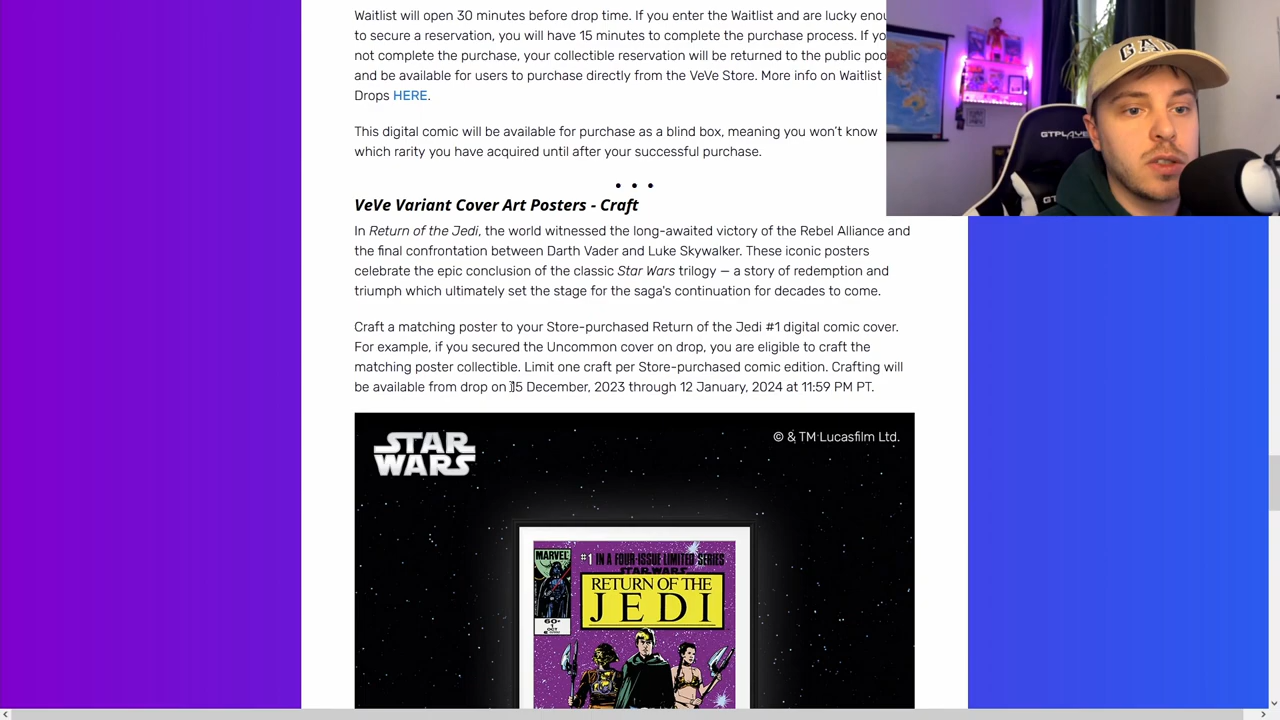 Waitlist will open 30 minutes before drop time. If you enter the Waitlist and are lucky
to secure a reservation, you will have 15 minutes to complete the purchase process. If
not complete the purchase, your collectible reservation will be returned to the public
and be available for users to purchase directly from the VeVe Store. More info on Waitlist
Drops HERE.
This digital comic will be available for purchase as a blind box, meaning you won't know
which rarity you have acquired until after your successful purchase.
VeVe Variant Cover Art Posters - Craft
In Return of the Jedi, the world witnessed the long-awaited victory of the Rebel Alliance and
the final confrontation between Darth Vader and Luke Skywalker. These iconic posters
celebrate the epic conclusion of the classic Star Wars trilogy — a story of redemption and
triumph which ultimately set the stage for the saga's continuation for decades to come.
Craft a matching poster to your Store-purchased Return of the Jedi #1 digital comic cover.
For example, if you secured the Uncommon cover on drop, you are eligible to craft the
matching poster collectible. Limit one craft per Store-purchased comic edition. Crafting will
be available from drop on 15 December, 2023 through 12 January, 2024 at 11:59 PM PT.
STAR WARS
© & TM Lucasfilm Ltd.
MARVEL
#1 IN A FOUR-ISSUE LIMITED SERIES
STAR WARS
RETURN OF THE
JEDI
60¢
1
OCT
GTPLAYER